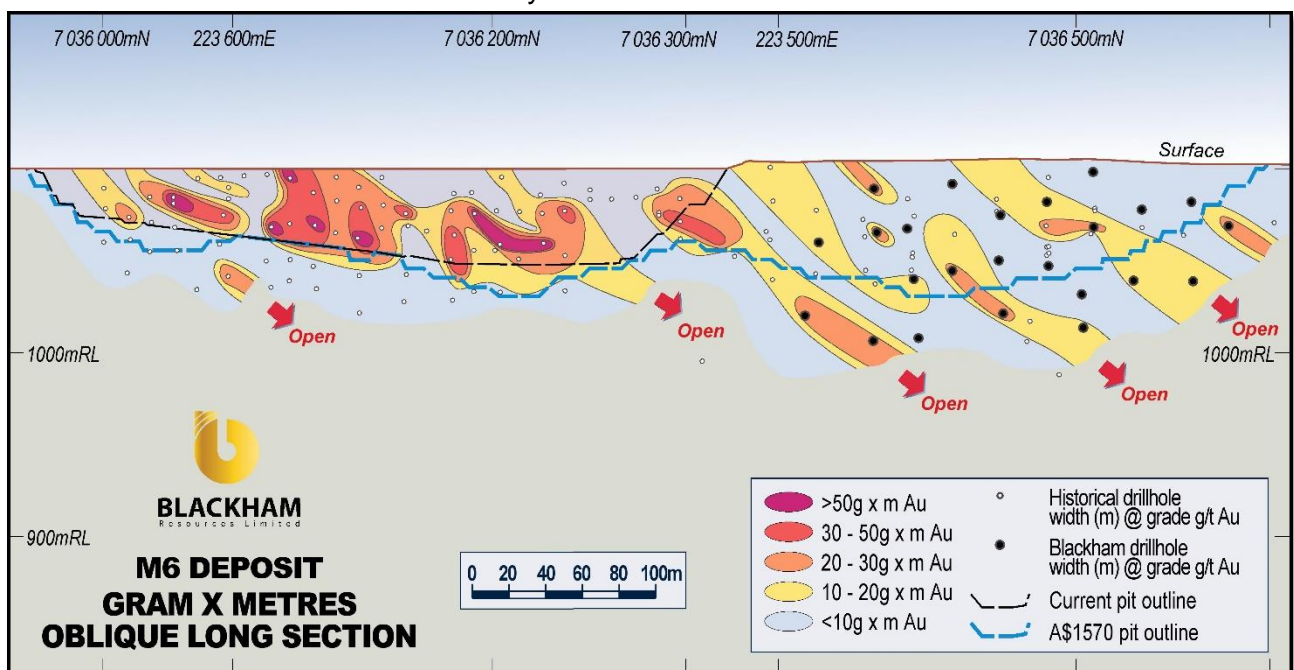 7 036 000mN 223 600mE 7 036 200mN 7 036 300mN 223 500mE 7 036 500mN
Surface
Open
Open
Open
Open
Open
1000mRL
1000mRL
900mRL
BLACKHAM
Resources Limited
M6 DEPOSIT
GRAM X METRES
OBLIQUE LONG SECTION
0 20 40 60 80 100m
>50g x m Au
30 - 50g x m Au
20 - 30g x m Au
10 - 20g x m Au
<10g x m Au
Historical drillhole
width (m) @ grade g/t Au
Blackham drillhole
width (m) @ grade g/t Au
Current pit outline
A$1570 pit outline